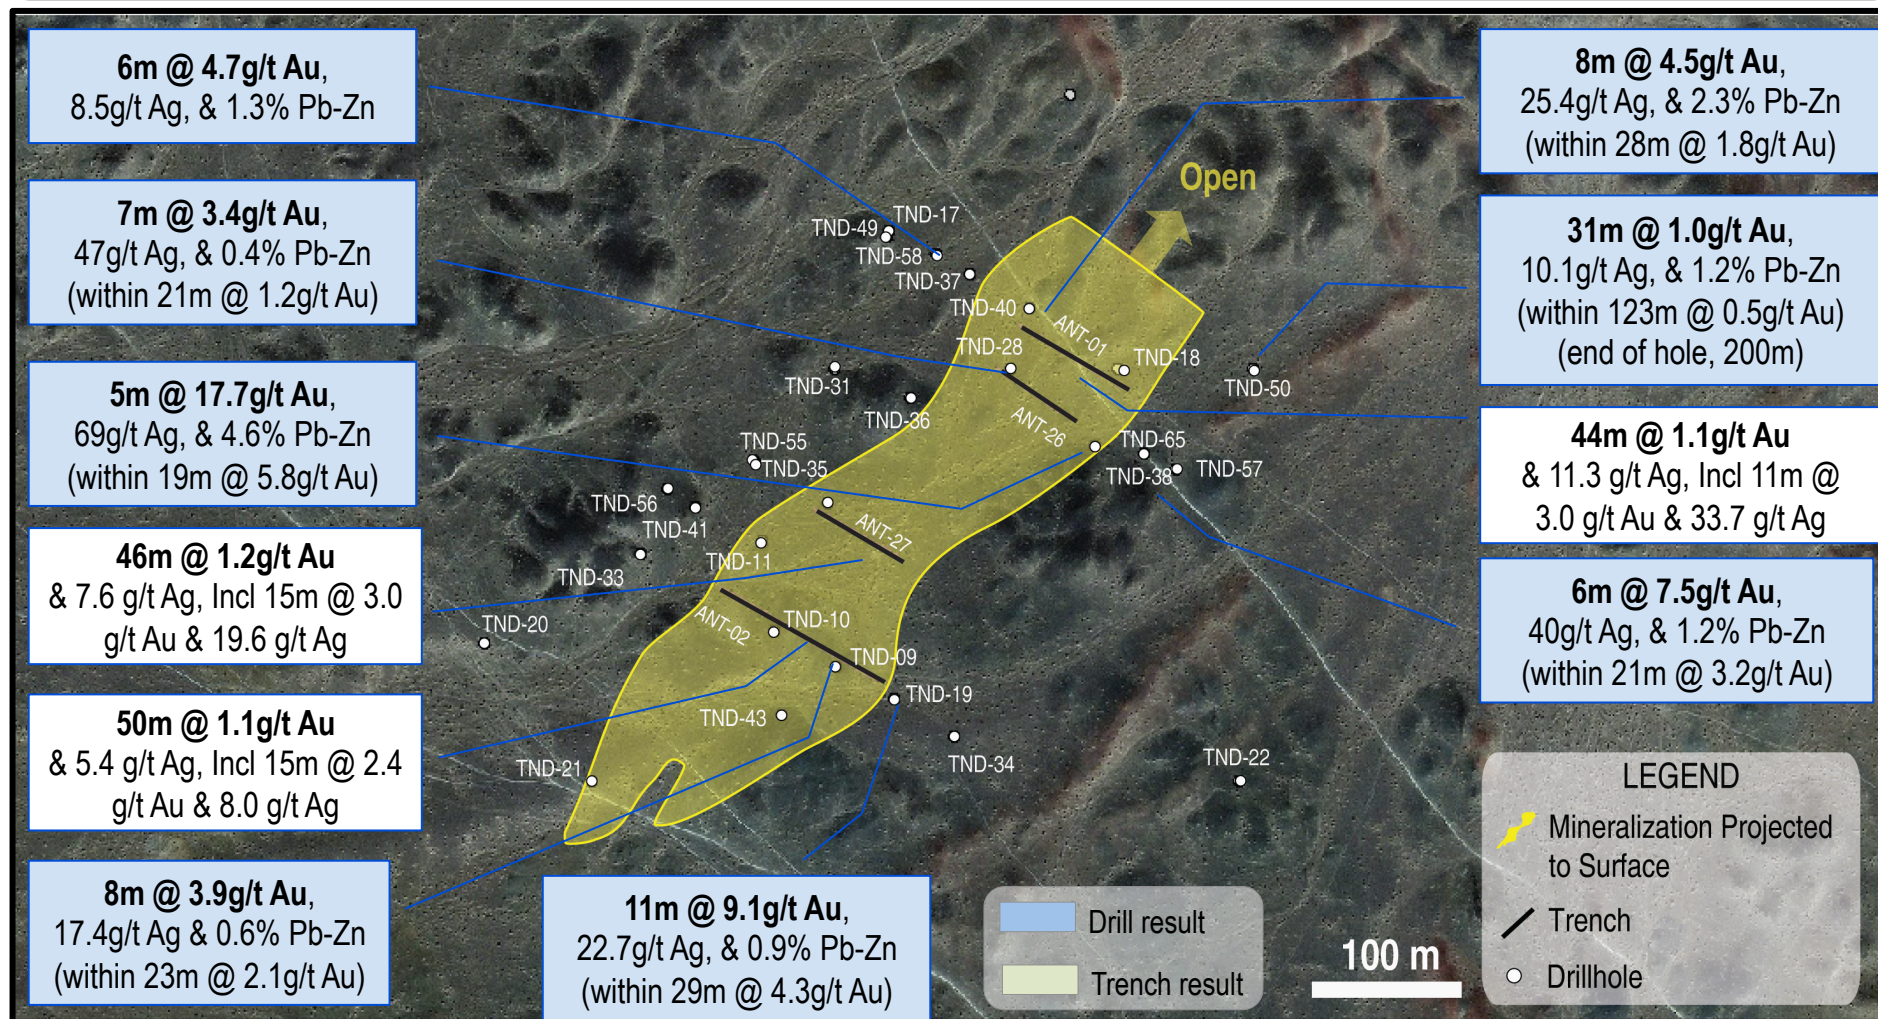 6m @ 4.7g/t Au,
8.5g/t Ag, & 1.3% Pb-Zn
7m @ 3.4g/t Au,
47g/t Ag, & 0.4% Pb-Zn
(within 21m @ 1.2g/t Au)
5m @ 17.7g/t Au,
69g/t Ag, & 4.6% Pb-Zn
(within 19m @ 5.8g/t Au)
46m @ 1.2g/t Au
& 7.6 g/t Ag, Incl 15m @ 3.0
g/t Au & 19.6 g/t Ag
50m @ 1.1g/t Au
& 5.4 g/t Ag, Incl 15m @ 2.4
g/t Au & 8.0 g/t Ag
8m @ 3.9g/t Au,
17.4g/t Ag & 0.6% Pb-Zn
(within 23m @ 2.1g/t Au)
11m @ 9.1g/t Au,
22.7g/t Ag, & 0.9% Pb-Zn
(within 29m @ 4.3g/t Au)
Open
TND-17
TND-49
TND-58
TND-37
TND-40
ANT-01
TND-28
TND-18
TND-50
TND-31
TND-36
ANT-26
TND-65
TND-38
TND-57
TND-55
TND-35
TND-56
TND-41
ANT-27
TND-11
TND-33
TND-20
ANT-02
TND-10
TND-09
TND-19
TND-43
TND-34
TND-21
TND-22
8m @ 4.5g/t Au,
25.4g/t Ag, & 2.3% Pb-Zn
(within 28m @ 1.8g/t Au)
31m @ 1.0g/t Au,
10.1g/t Ag, & 1.2% Pb-Zn
(within 123m @ 0.5g/t Au)
(end of hole, 200m)
44m @ 1.1g/t Au
& 11.3 g/t Ag, Incl 11m @
3.0 g/t Au & 33.7 g/t Ag
6m @ 7.5g/t Au,
40g/t Ag, & 1.2% Pb-Zn
(within 21m @ 3.2g/t Au)
Drill result
Trench result
100 m
LEGEND
Mineralization Projected
to Surface
Trench
Drillhole